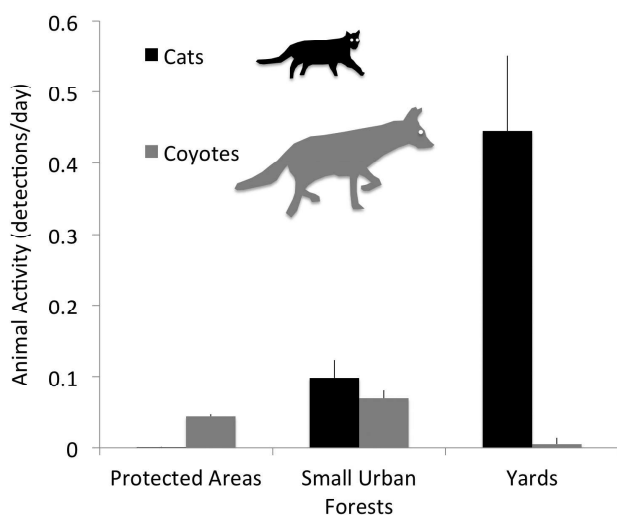 0.6
0.5
0.4
0.3
0.2
0.1
0
Animal Activity (detections/day)
Cats
Coyotes
Protected Areas
Small Urban
Forests
Yards